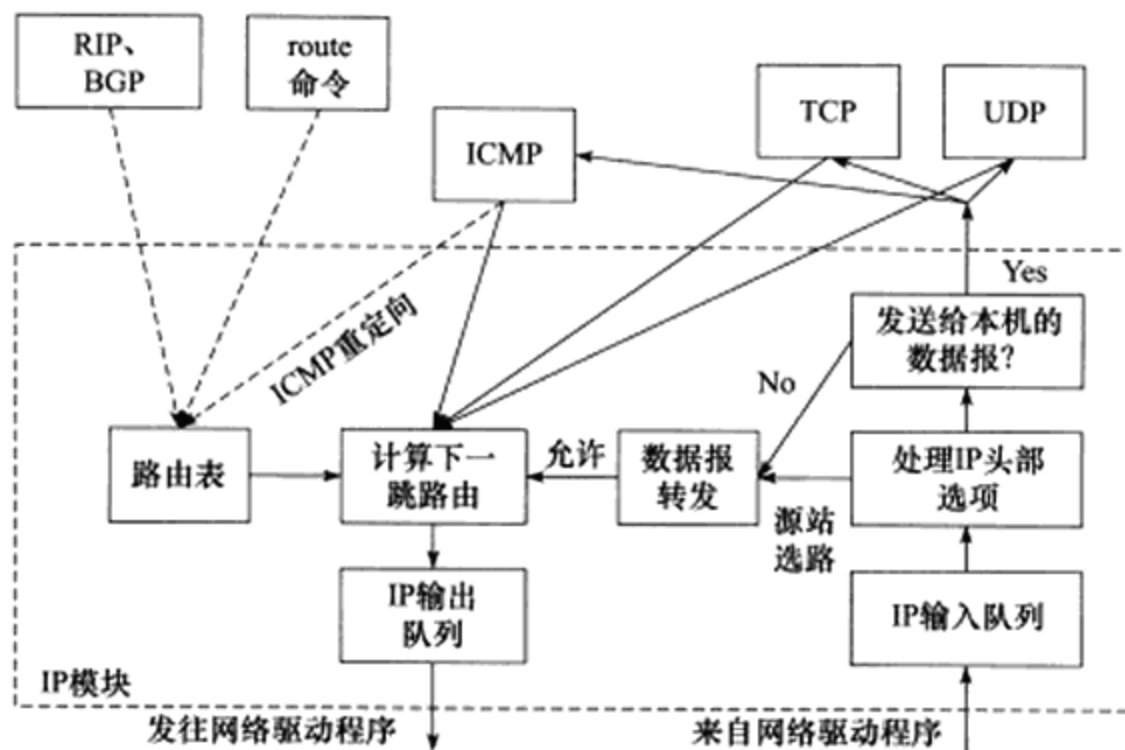 RIP、
BGP
route
命令
ICMP
TCP
UDP
Yes
发送给本机的
数据报?
No
ICMP重定向
路由表
计算下一
跳路由
允许
数据报
转发
处理IP头部
选项
源站
选路
IP输出
队列
IP输入队列
IP模块
发往网络驱动程序
来自网络驱动程序